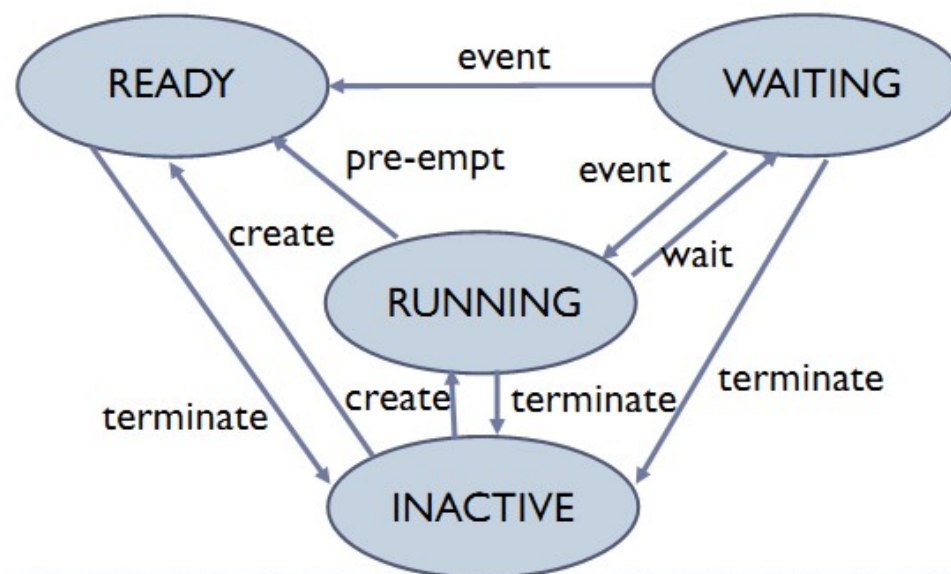 event
READY
WAITING
pre-empt
event
create
wait
RUNNING
terminate
create
terminate
terminate
INACTIVE